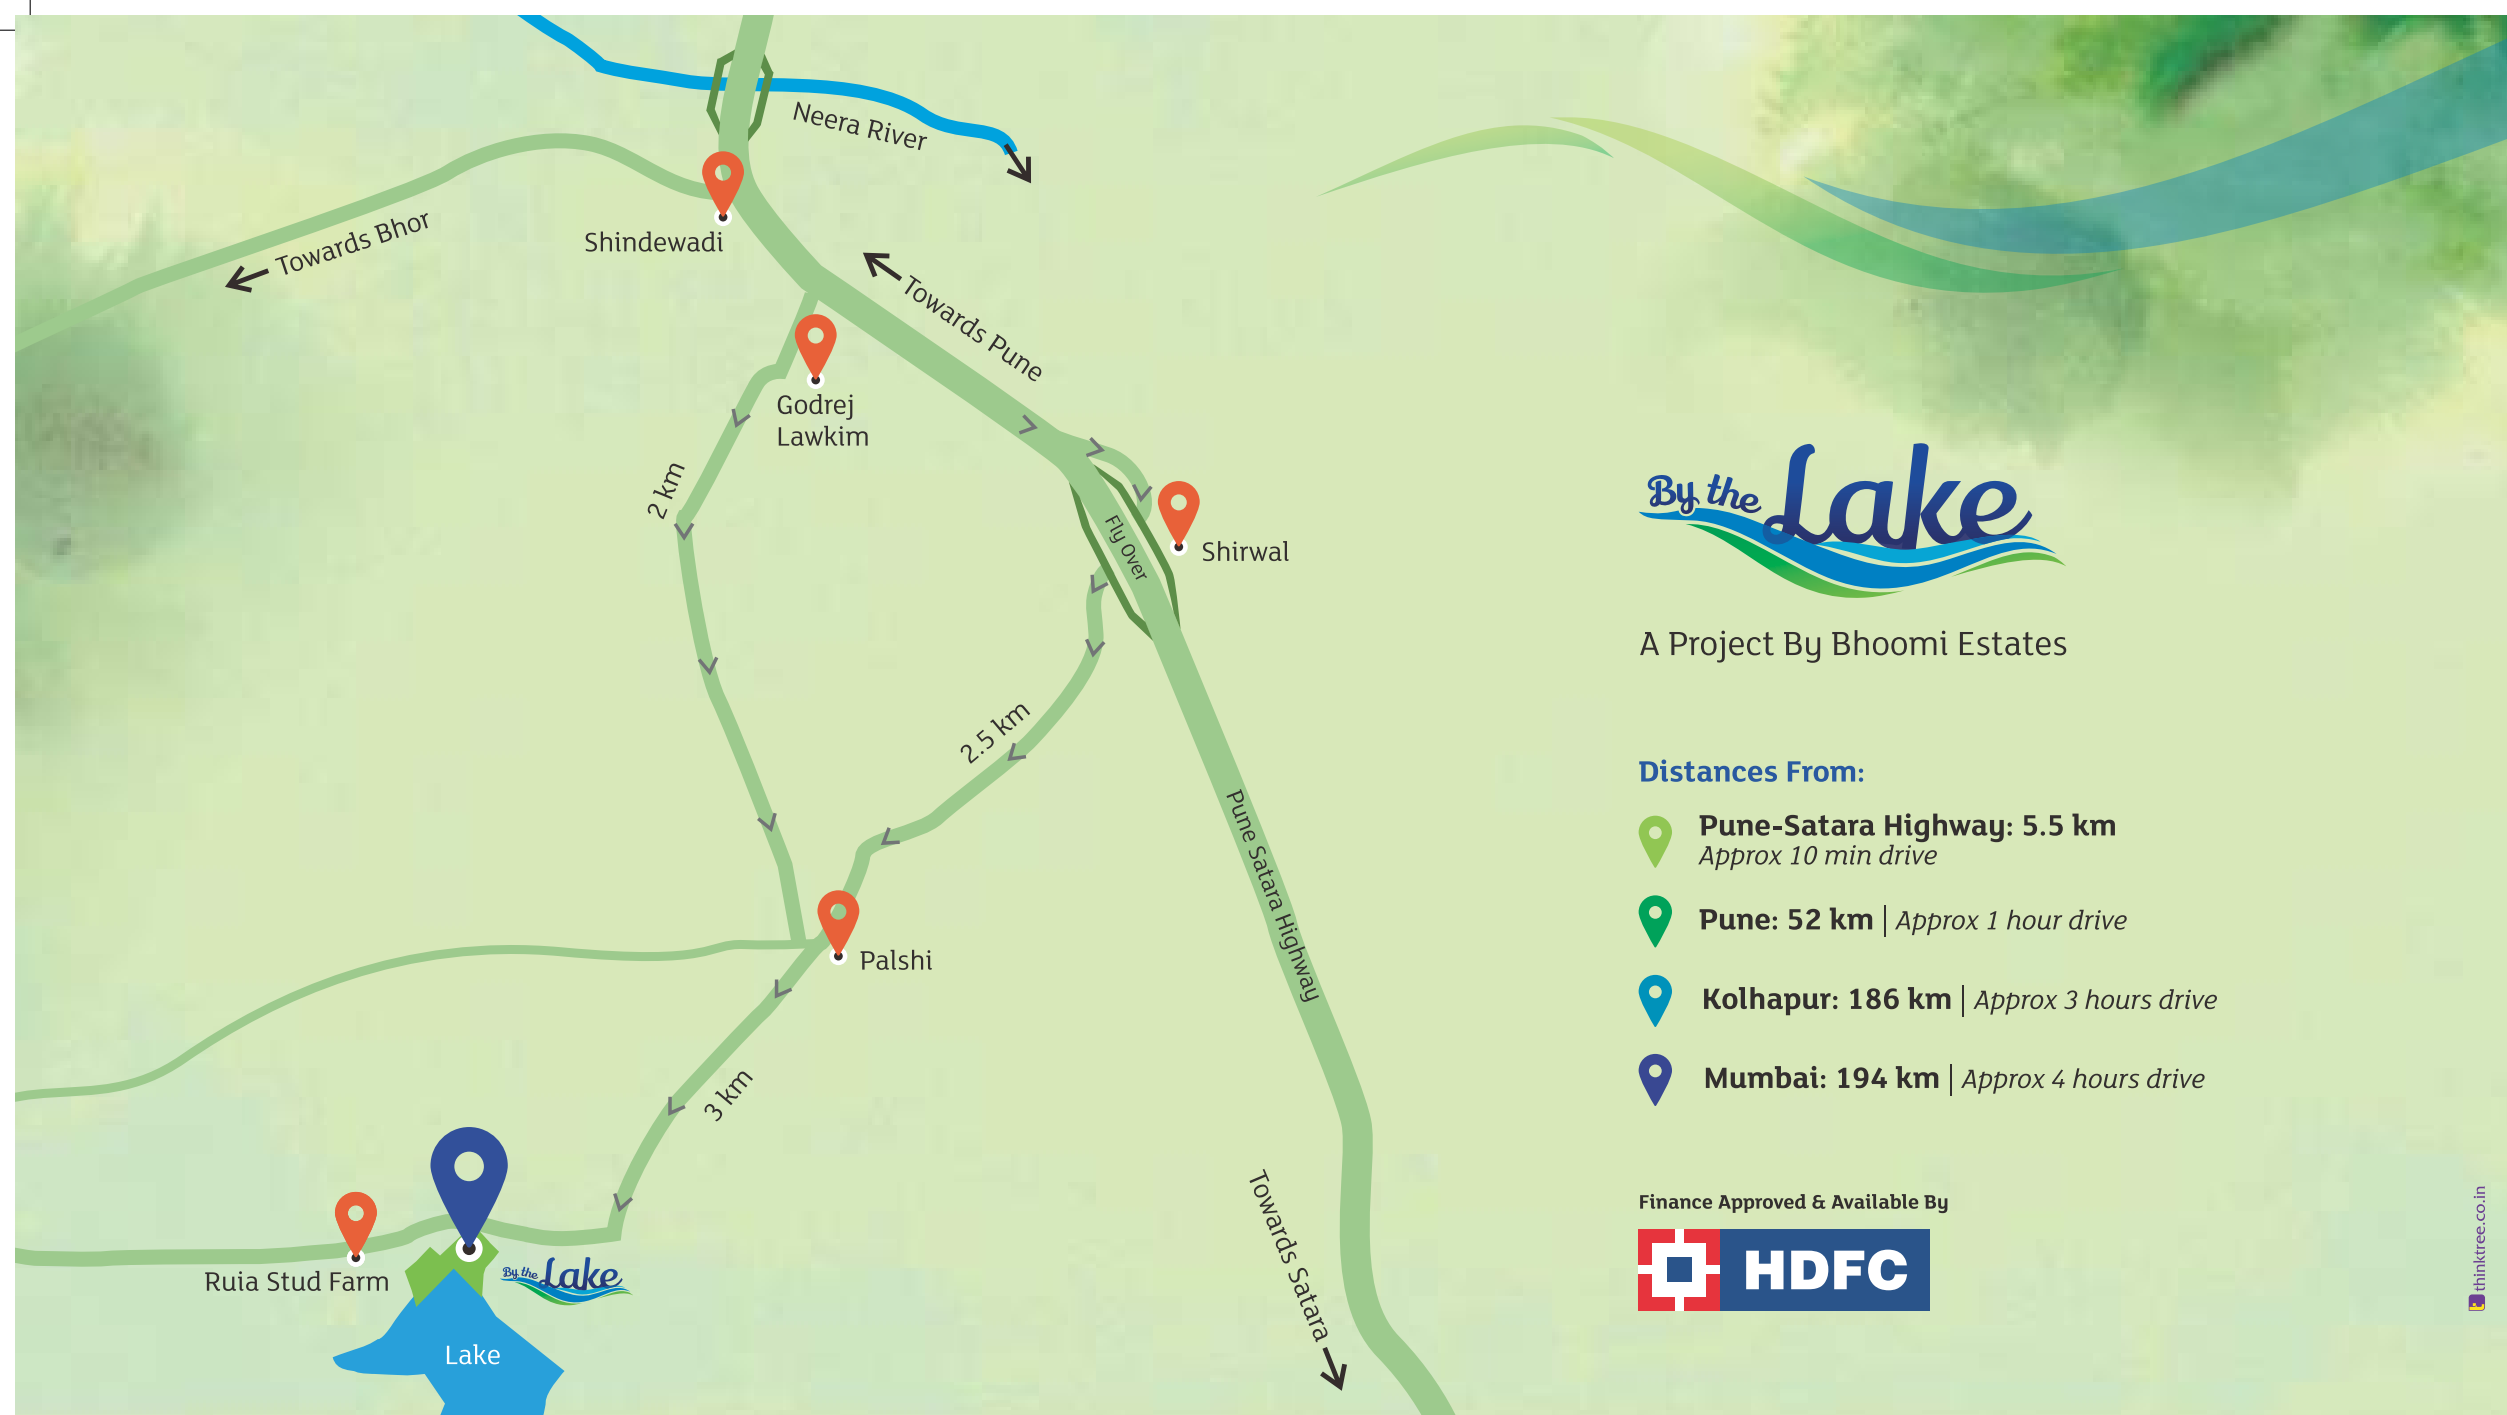 Neera River
Towards Bhor
Shindewadi
Towards Pune
Godrej
Lawkim
2 km
Fly Over
Shirwal
2.5 km
Pune Satara Highway
Palshi
3 km
Towards Satara
Ruia Stud Farm
By the Lake
Lake
By the Lake
A Project By Bhoomi Estates
Distances From:
Pune-Satara Highway: 5.5 km
Approx 10 min drive
Pune: 52 km | Approx 1 hour drive
Kolhapur: 186 km | Approx 3 hours drive
Mumbai: 194 km | Approx 4 hours drive
Finance Approved & Available By
HDFC
thinktree.co.in